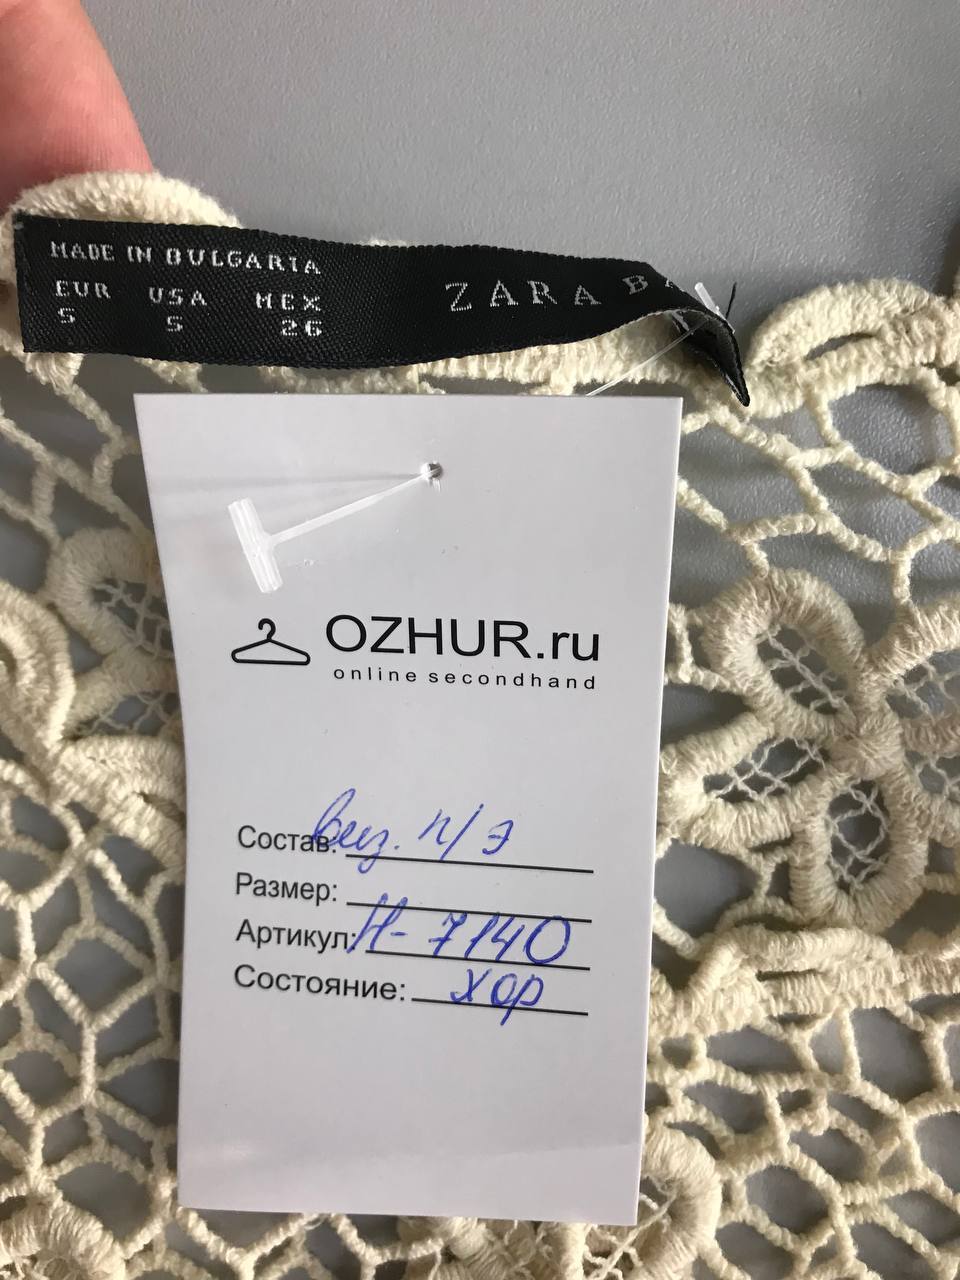 MADE IN BULGARIA
EUR USA MEX
S S 26
ZARA
OZHUR.ru
online secondhand
Состав: виз. п/э
Размер:
Артикул: Н-7140
Состояние: хор